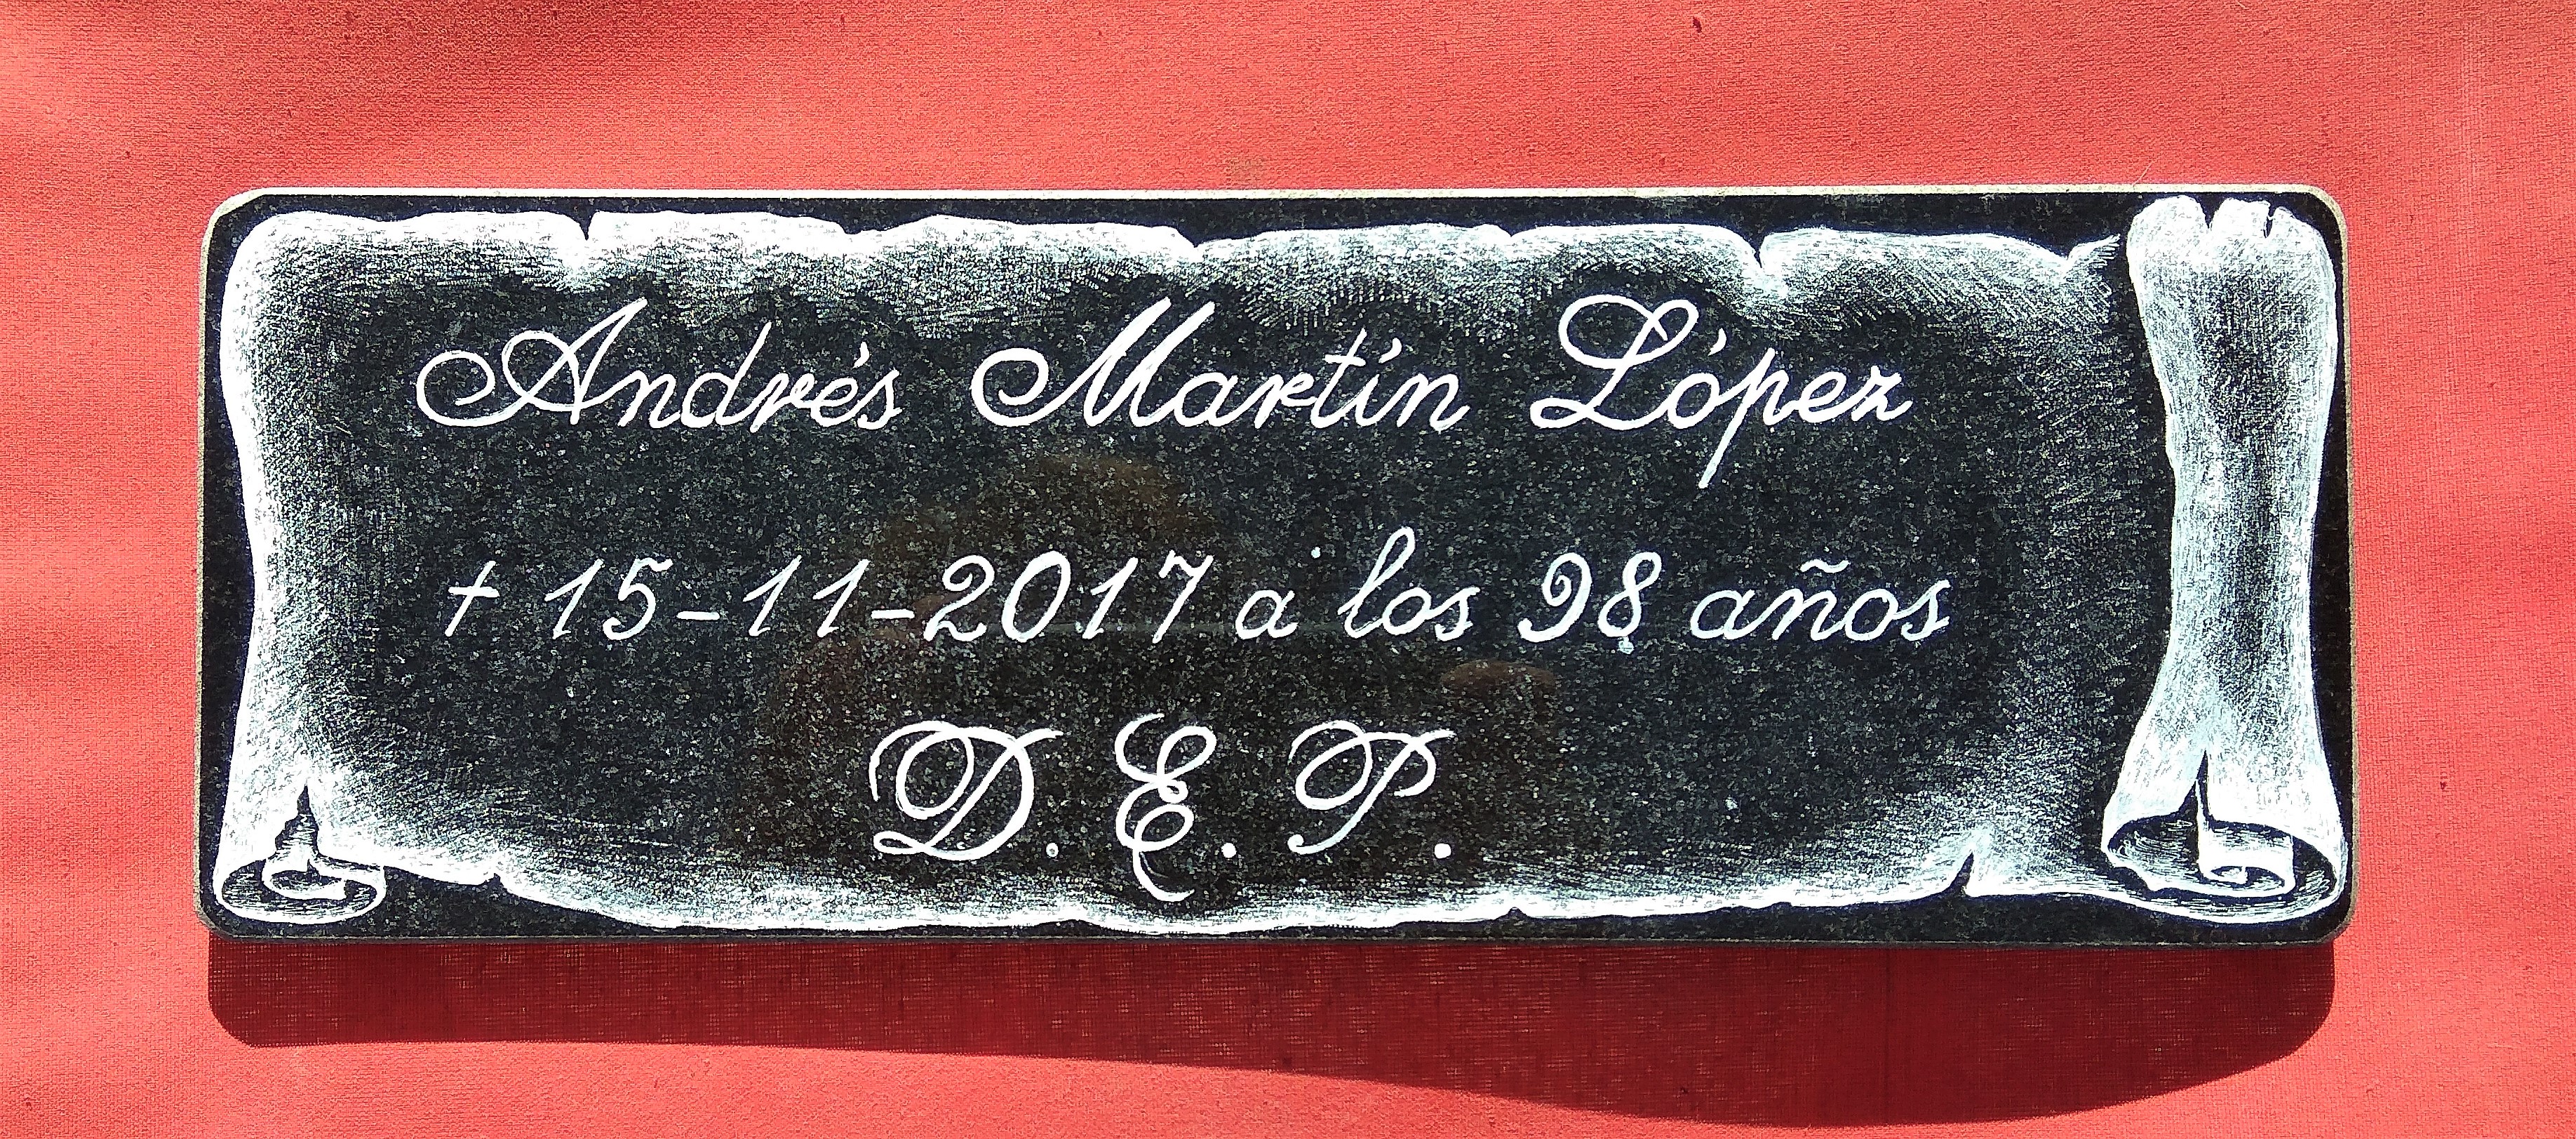 Andrés Martín López
† 15-11-2017 a los 98 años
D. E. P.